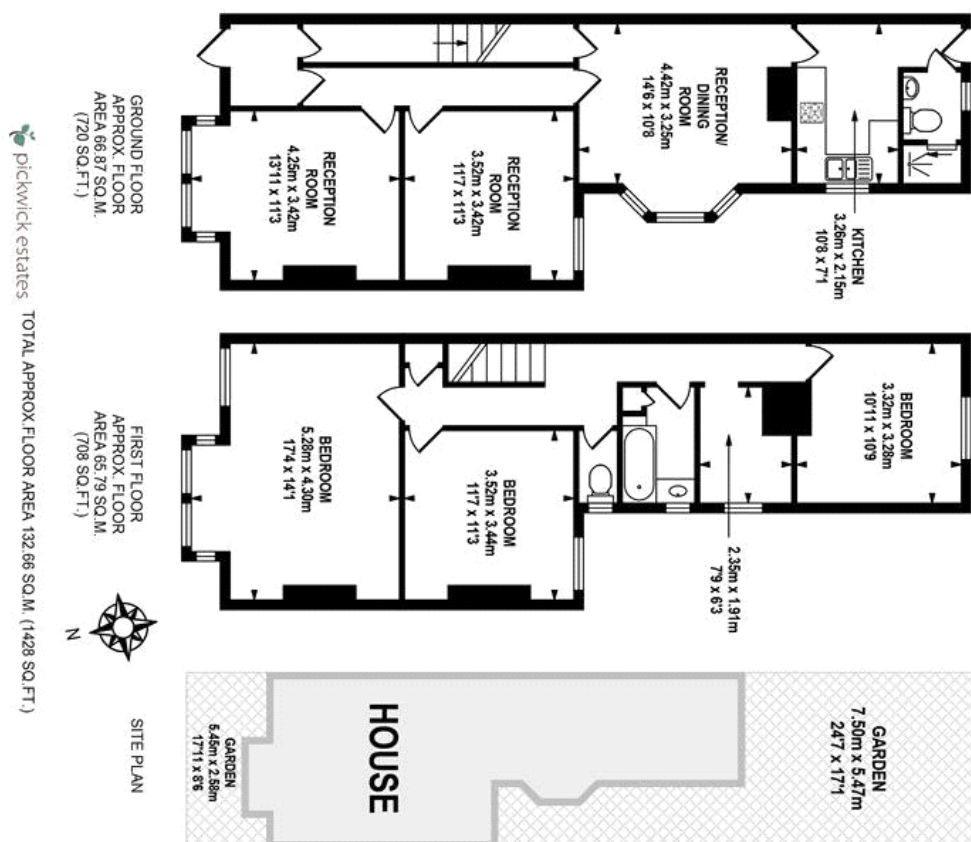 RECEPTION/
DINING
ROOM
4.42m x 3.25m
14'6 x 10'8
KITCHEN
3.26m x 2.15m
10'8 x 7'1
RECEPTION
ROOM
3.52m x 3.42m
11'7 x 11'3
RECEPTION
ROOM
4.25m x 3.42m
13'11 x 11'3
GROUND FLOOR
APPROX. FLOOR
AREA 66.87 SQ.M.
(720 SQ.FT.)
BEDROOM
3.32m x 3.28m
10'11 x 10'9
2.35m x 1.91m
7'9 x 6'3
BEDROOM
3.52m x 3.44m
11'7 x 11'3
BEDROOM
5.28m x 4.30m
17'4 x 14'1
FIRST FLOOR
APPROX. FLOOR
AREA 65.79 SQ.M.
(708 SQ.FT.)
GARDEN
7.50m x 5.47m
24'7 x 17'1
HOUSE
GARDEN
5.45m x 2.58m
17'11 x 8'6
SITE PLAN
N
pickwick estates
TOTAL APPROX.FLOOR AREA 132.66 SQ.M. (1428 SQ.FT.)